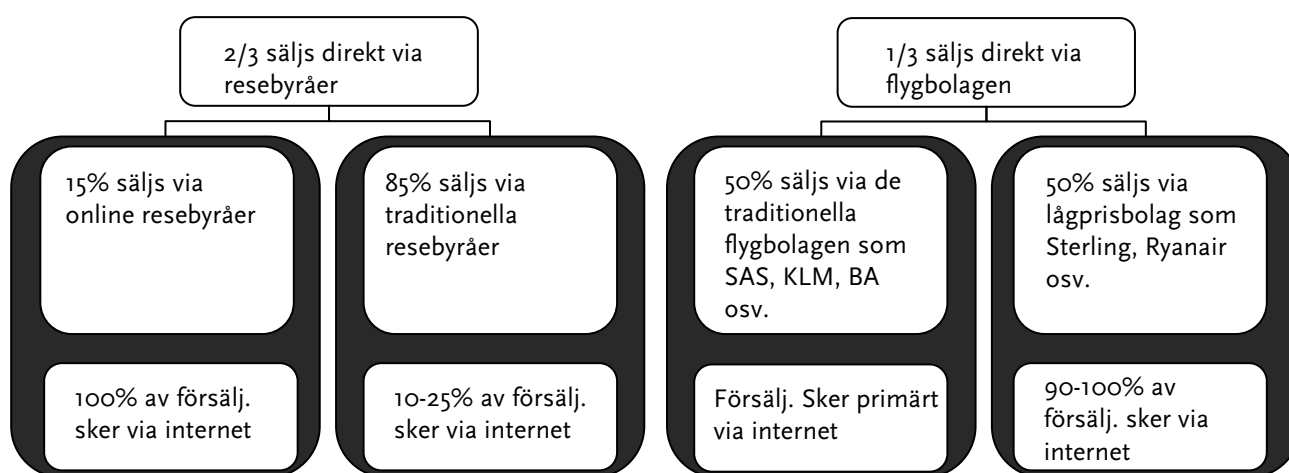 2/3 säljs direkt via
resebyråer
1/3 säljs direkt via
flygbolagen
15% säljs via
online resebyråer
85% säljs via
traditionella
resebyråer
50% säljs via de
traditionella
flygbolagen som
SAS, KLM, BA
osv.
50% säljs via
lågprisbolag som
Sterling, Ryanair
osv.
100% av försälj.
sker via internet
10-25% av försälj.
sker via internet
Försälj. Sker primärt
via internet
90-100% av
försälj. sker via
internet